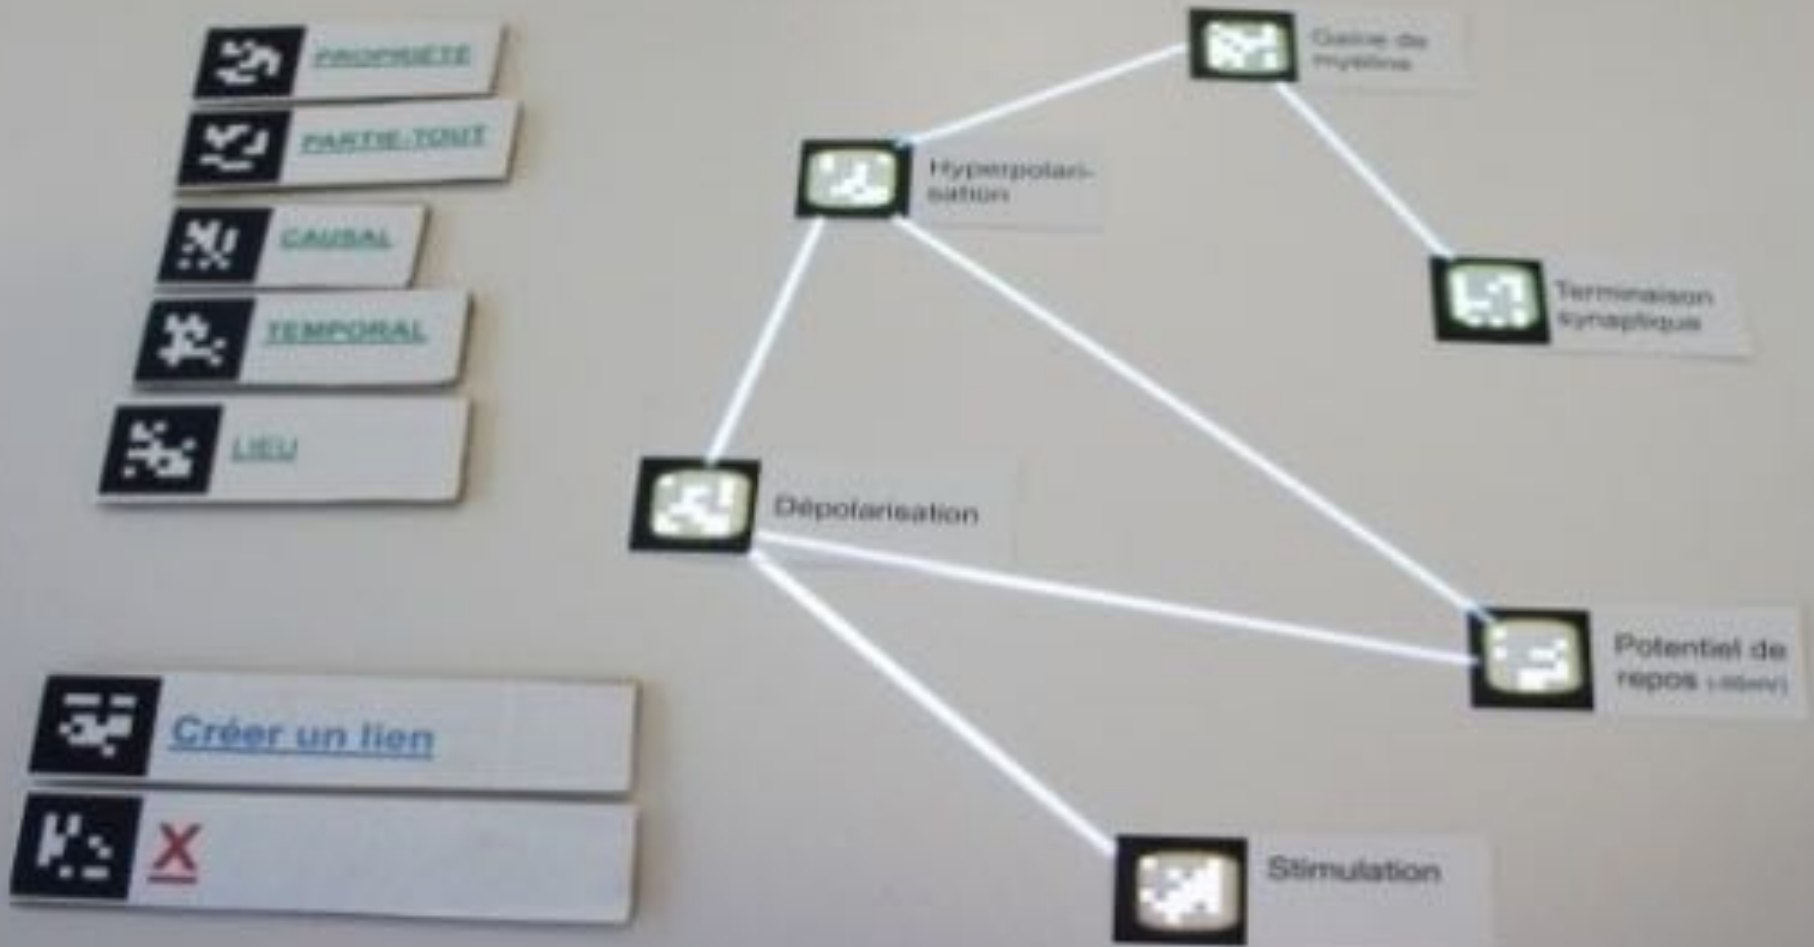 PROPRIÉTÉ
PARTIE-TOUT
CAUSAL
TEMPORAL
LIEU
Créer un lien
X
Gaine de
myéline
Hyperpolari-
sation
Terminaison
synaptique
Dépolarisation
Potentiel de
repos
Stimulation